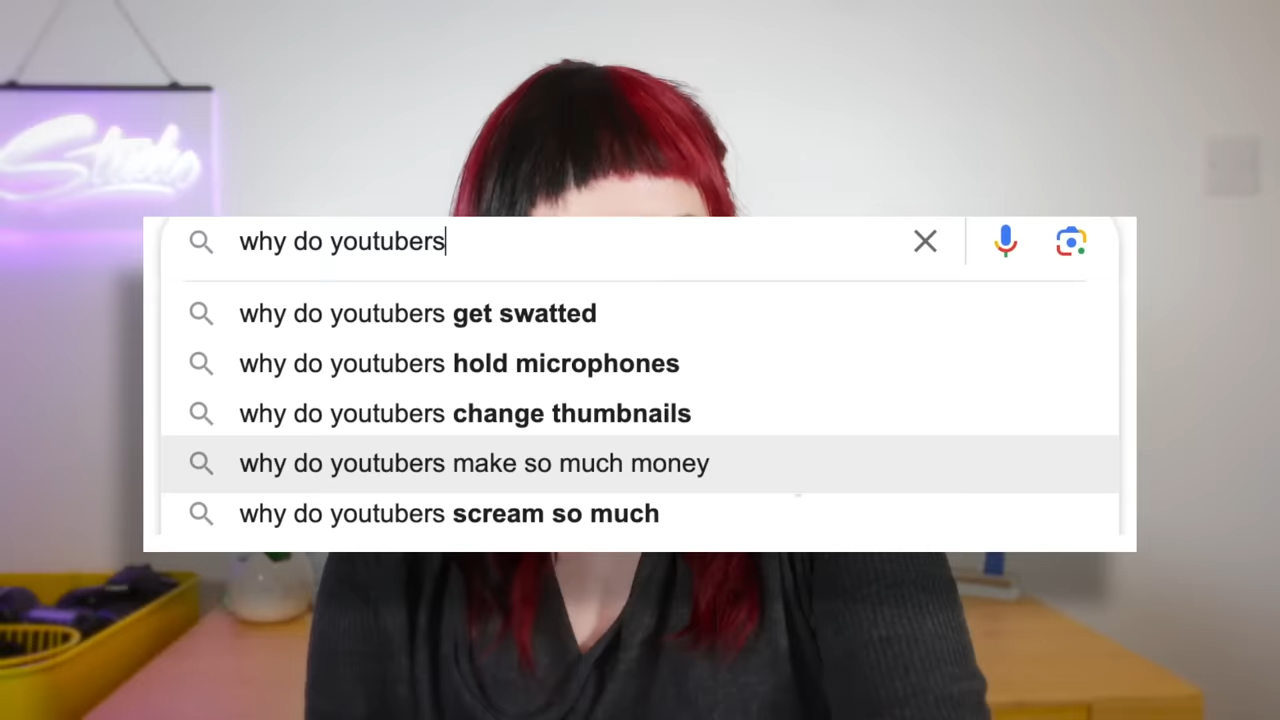 Studo
why do youtubers
why do youtubers get swatted
why do youtubers hold microphones
why do youtubers change thumbnails
why do youtubers make so much money
why do youtubers scream so much